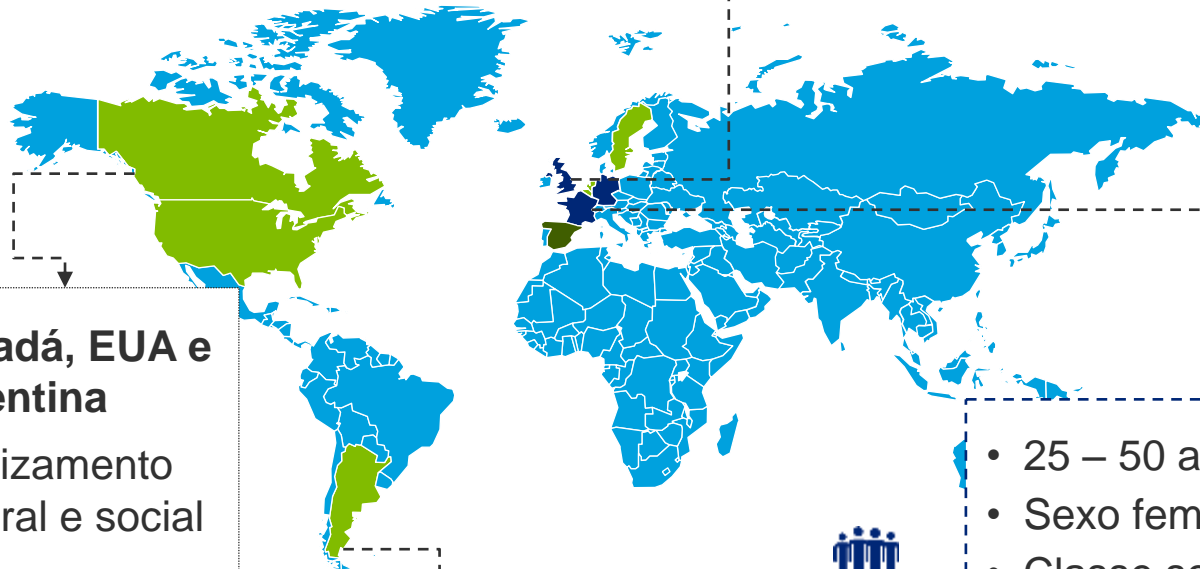 adá, EUA e
entina
izamento
ral e social
• 25 – 50 a
• Sexo fem